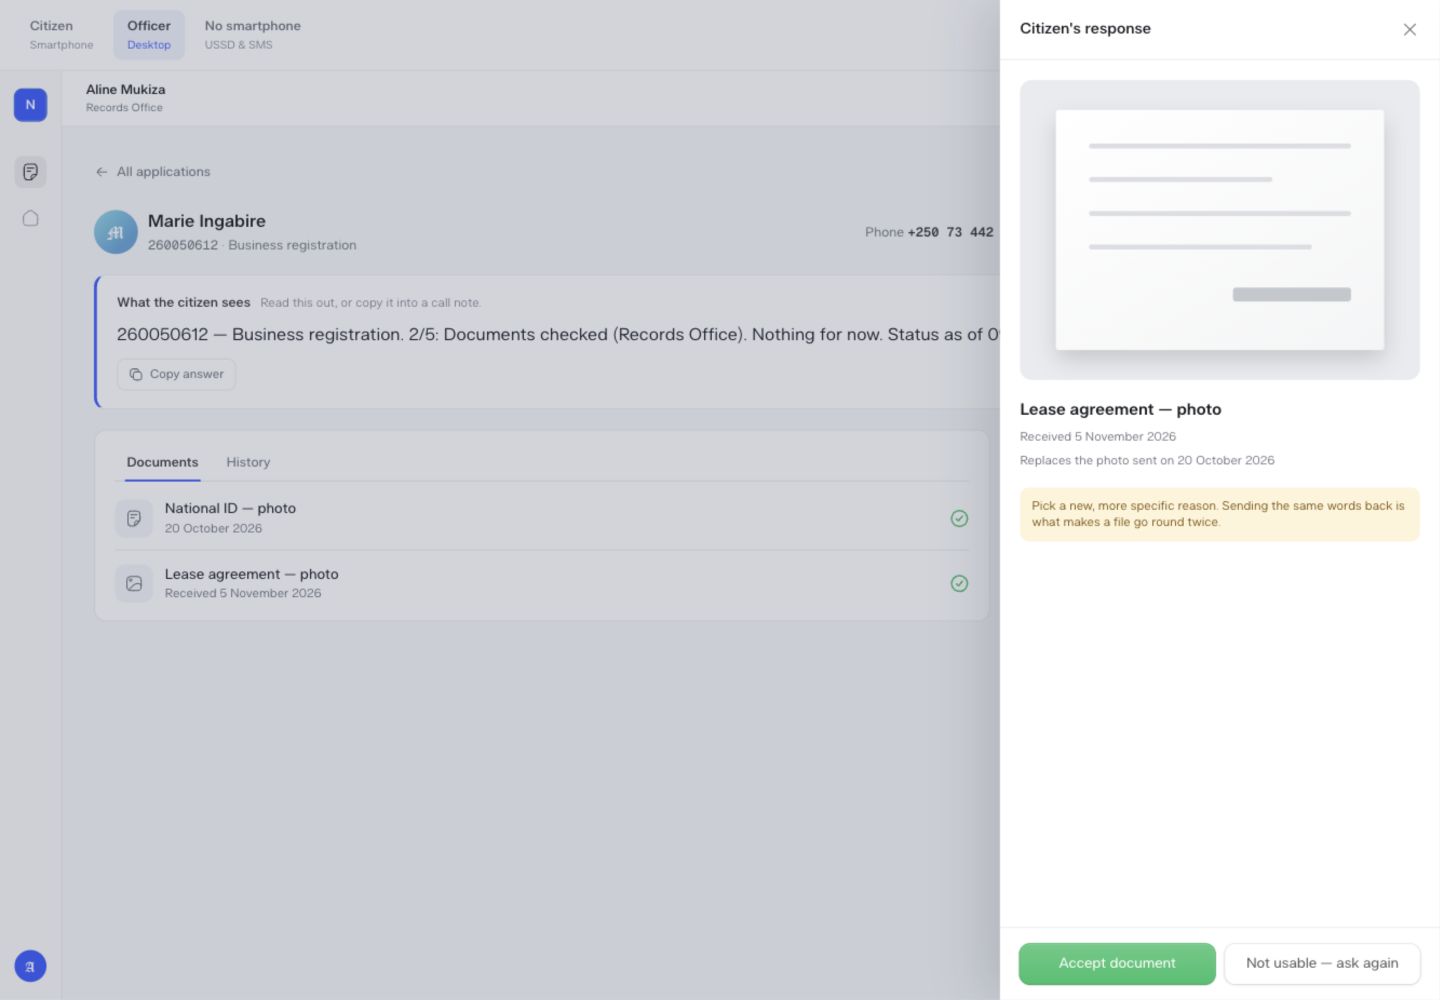 Citizen
Smartphone
Officer
Desktop
No smartphone
USSD & SMS
N
Aline Mukiza
Records Office
All applications
Marie Ingabire
260050612 · Business registration
Phone +250 73 442
What the citizen sees Read this out, or copy it into a call note.
260050612 — Business registration. 2/5: Documents checked (Records Office). Nothing for now. Status as of
Copy answer
Documents History
National ID — photo
20 October 2026
Lease agreement — photo
Received 5 November 2026
A
Citizen's response
Lease agreement — photo
Received 5 November 2026
Replaces the photo sent on 20 October 2026
Pick a new, more specific reason. Sending the same words back is
what makes a file go round twice.
Accept document
Not usable — ask again